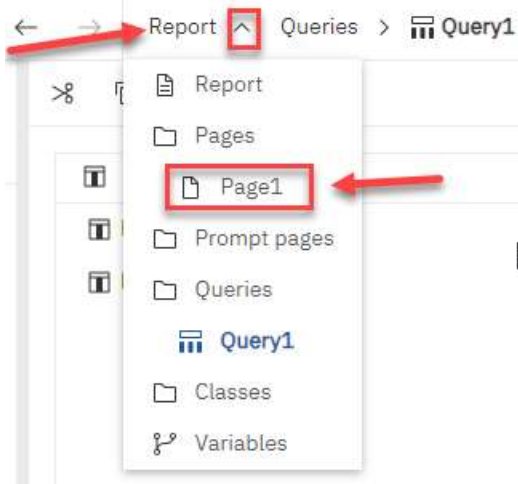 Report Queries > Query1
Report
Pages
Page1
Prompt pages
Queries
Query1
Classes
Variables